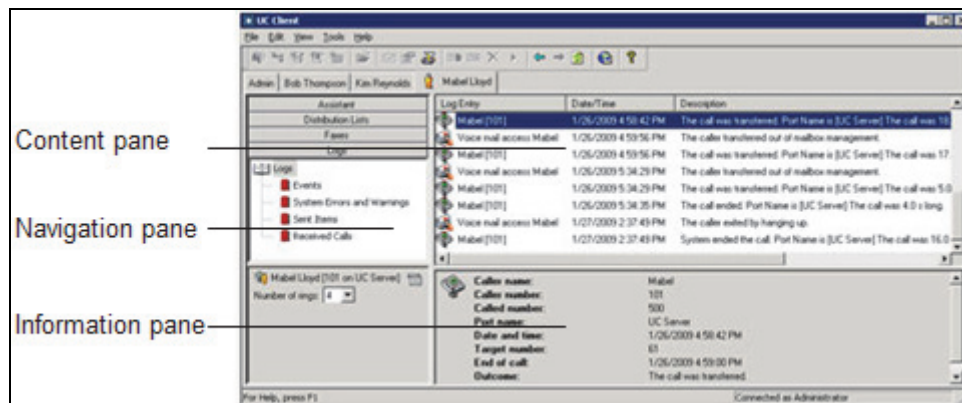 UC Client
File Edit View Tools Help
Admin Bob Thompson Kim Reynolds Mabel Lloyd
Assistant
Distribution Lists
Faxes
Logs
Logs
Events
System Errors and Warnings
Sent Items
Received Calls
Log Entry Date/Time Description
Mabel [101] 1/26/2009 4:58:42 PM The call was transferred. Port Name is [UC Server] The call was 18.
Voice mail access Mabel 1/26/2009 4:59:56 PM The caller transferred out of mailbox management.
Mabel [101] 1/26/2009 4:59:56 PM The call was transferred. Port Name is [UC Server] The call was 17.
Voice mail access Mabel 1/26/2009 5:34:29 PM The caller transferred out of mailbox management.
Mabel [101] 1/26/2009 5:34:29 PM The call was transferred. Port Name is [UC Server] The call was 5.0
Mabel [101] 1/26/2009 5:34:35 PM The call ended. Port Name is [UC Server] The call was 4.0 s long.
Voice mail access Mabel 1/27/2009 2:37:49 PM The caller exited by hanging up.
Mabel [101] 1/27/2009 2:37:49 PM System ended the call. Port Name is [UC Server] The call was 16.0
Content pane
Navigation pane
Information pane
Mabel Lloyd [101 on UC Server]
Number of rings: 4
Caller name: Mabel
Caller number: 101
Called number: 500
Port name: UC Server
Date and time: 1/26/2009 4:58:42 PM
Target number: 61
End of call: 1/26/2009 4:59:00 PM
Outcome: The call was transferred.
For Help, press F1
Connected as Administrator